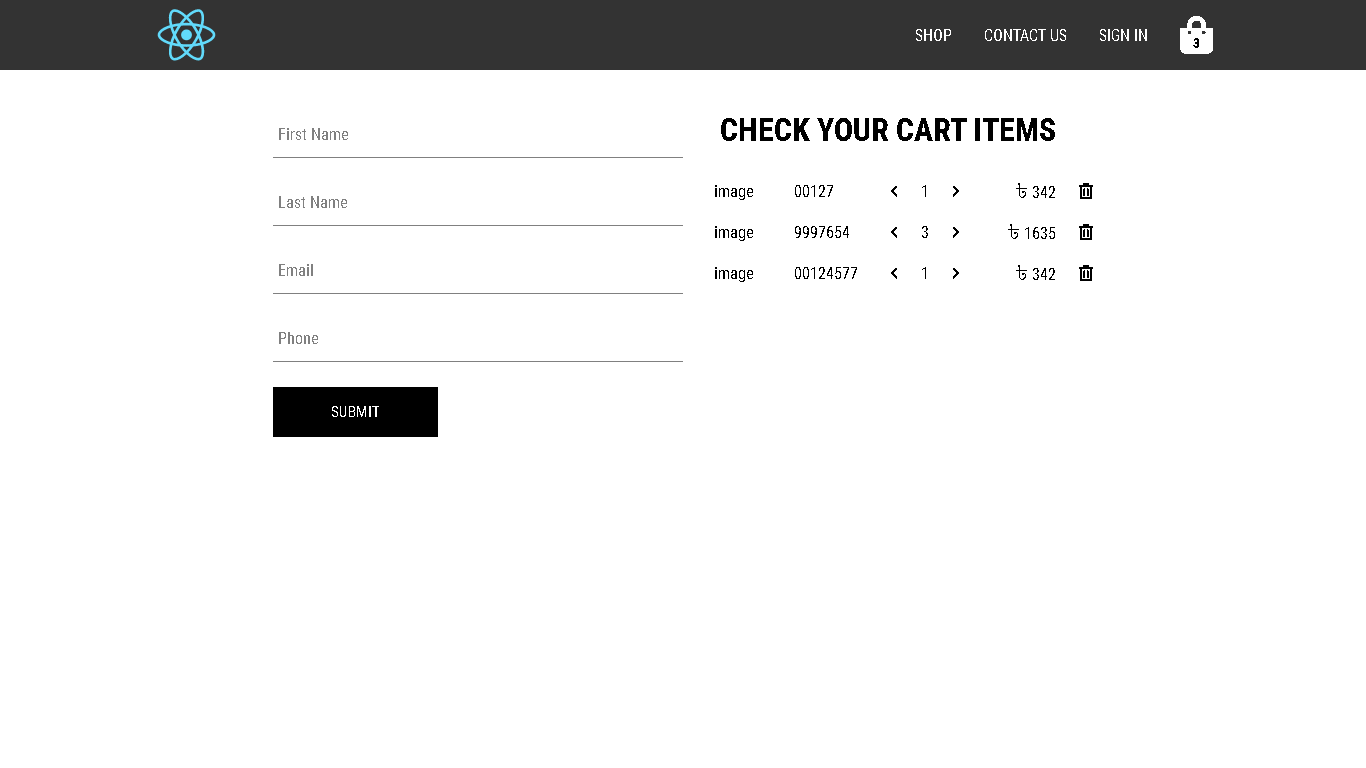 SHOP CONTACT US SIGN IN 3
First Name
Last Name
Email
Phone
SUBMIT
CHECK YOUR CART ITEMS
image 00127 1 ৳ 342
image 9997654 3 ৳ 1635
image 00124577 1 ৳ 342